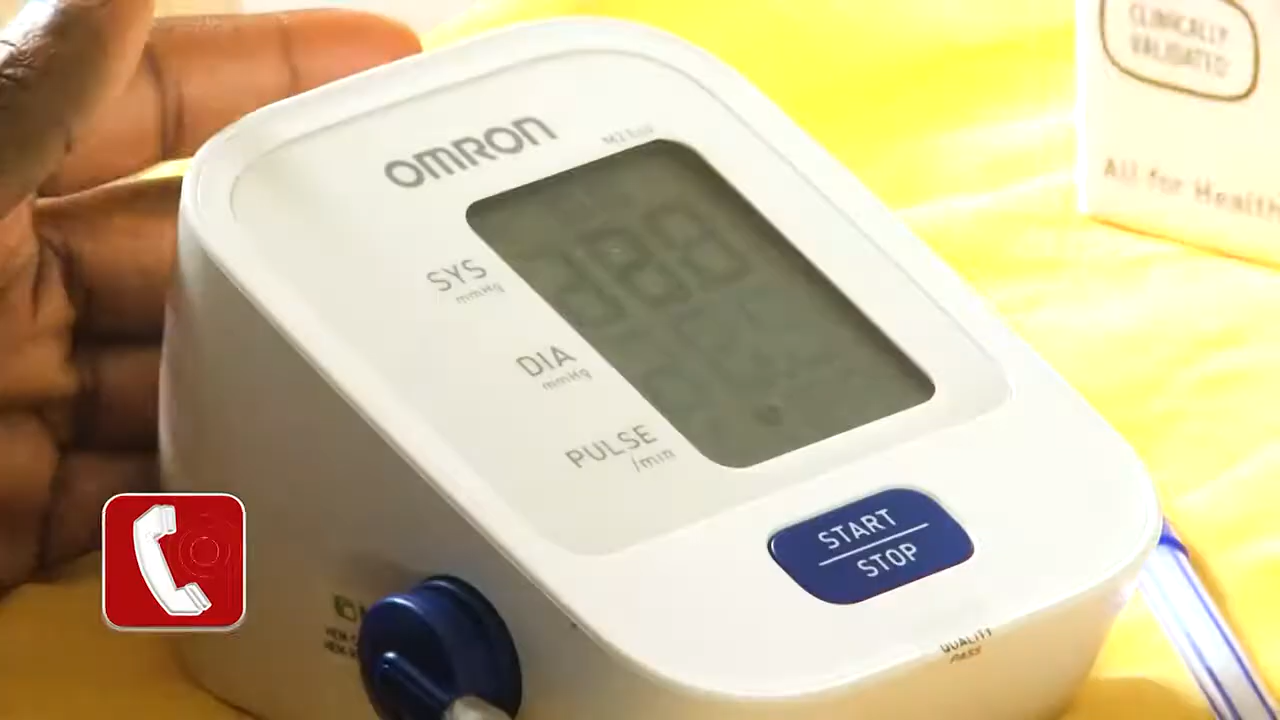 CLINICALLY
VALIDATED
All for Health
OMRON
SYS
mmHg
DIA
mmHg
PULSE
/min
START
STOP
QUALITY
PASS